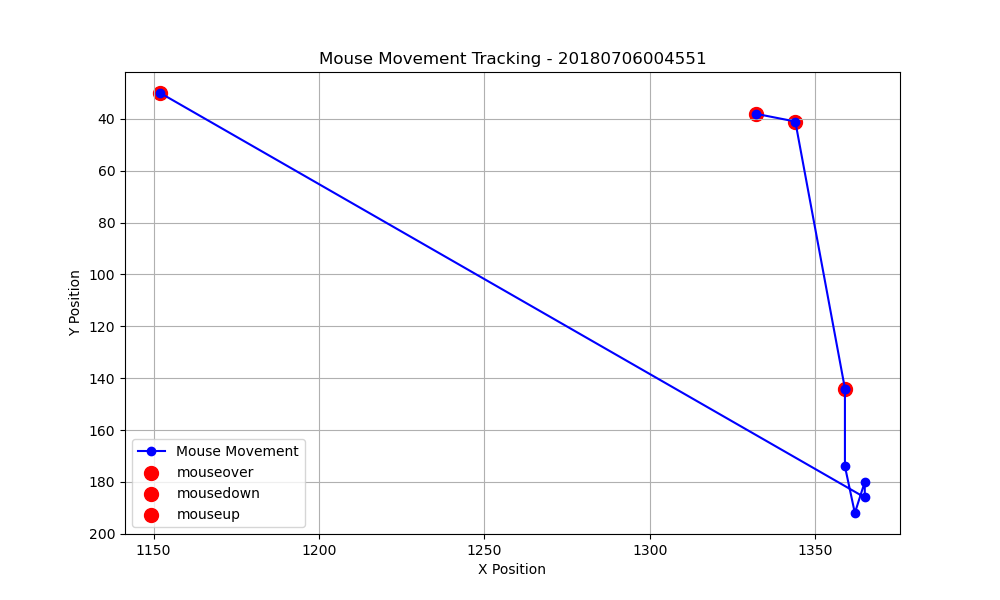 Mouse Movement Tracking - 20180706004551
Y Position
40
60
80
100
120
140
160
180
200
Mouse Movement
mouseover
mousedown
mouseup
1150
1200
1250
1300
1350
X Position